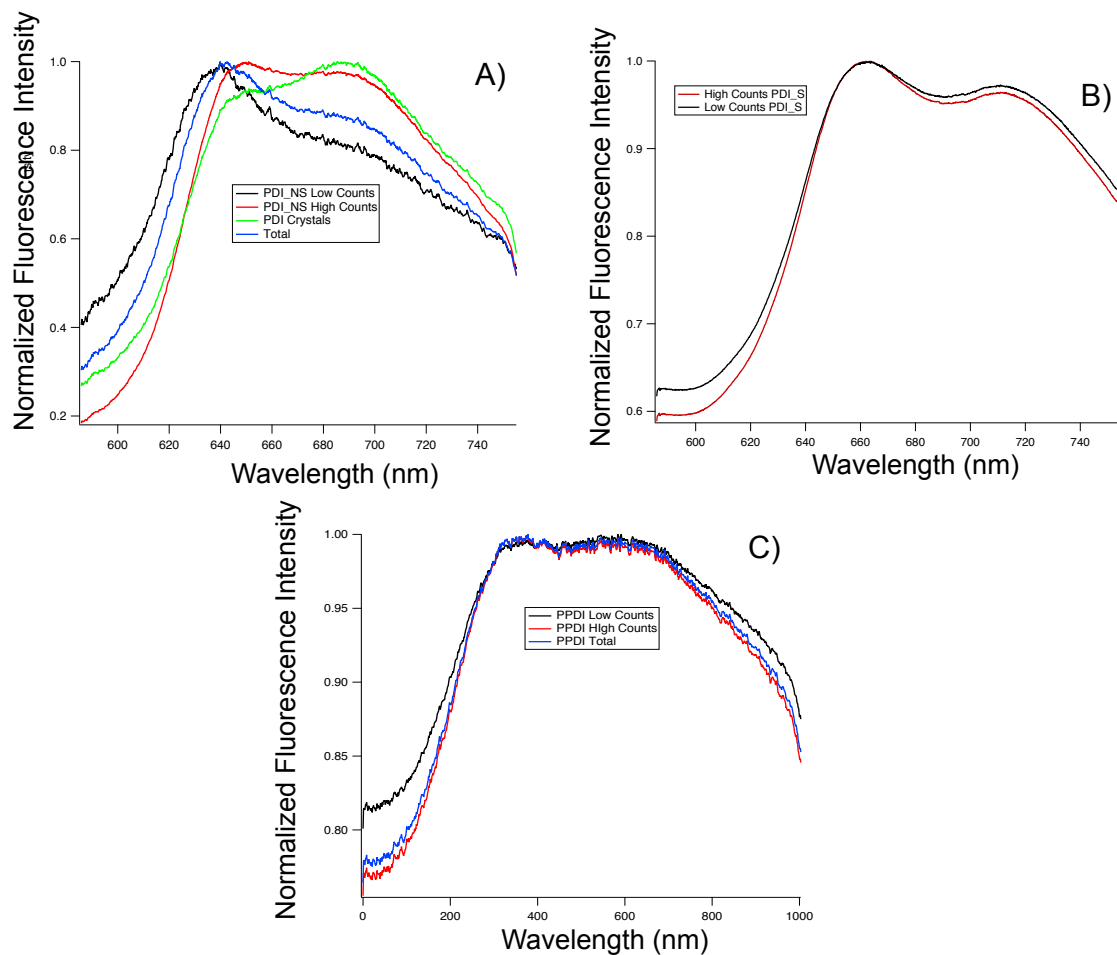 A)
Normalized Fluorescence Intensity
1.0
0.8
0.6
0.4
0.2
PDI_NS Low Counts
PDI_NS High Counts
PDI Crystals
Total
600 620 640 660 680 700 720 740
Wavelength (nm)
B)
Normalized Fluorescence Intensity
1.0
0.9
0.8
0.7
0.6
High Counts PDI_S
Low Counts PDI_S
600 620 640 660 680 700 720 740
Wavelength (nm)
C)
Normalized Fluorescence Intensity
1.00
0.95
0.90
0.85
0.80
PPDI Low Counts
PPDI HIgh Counts
PPDI Total
0 200 400 600 800 1000
Wavelength (nm)